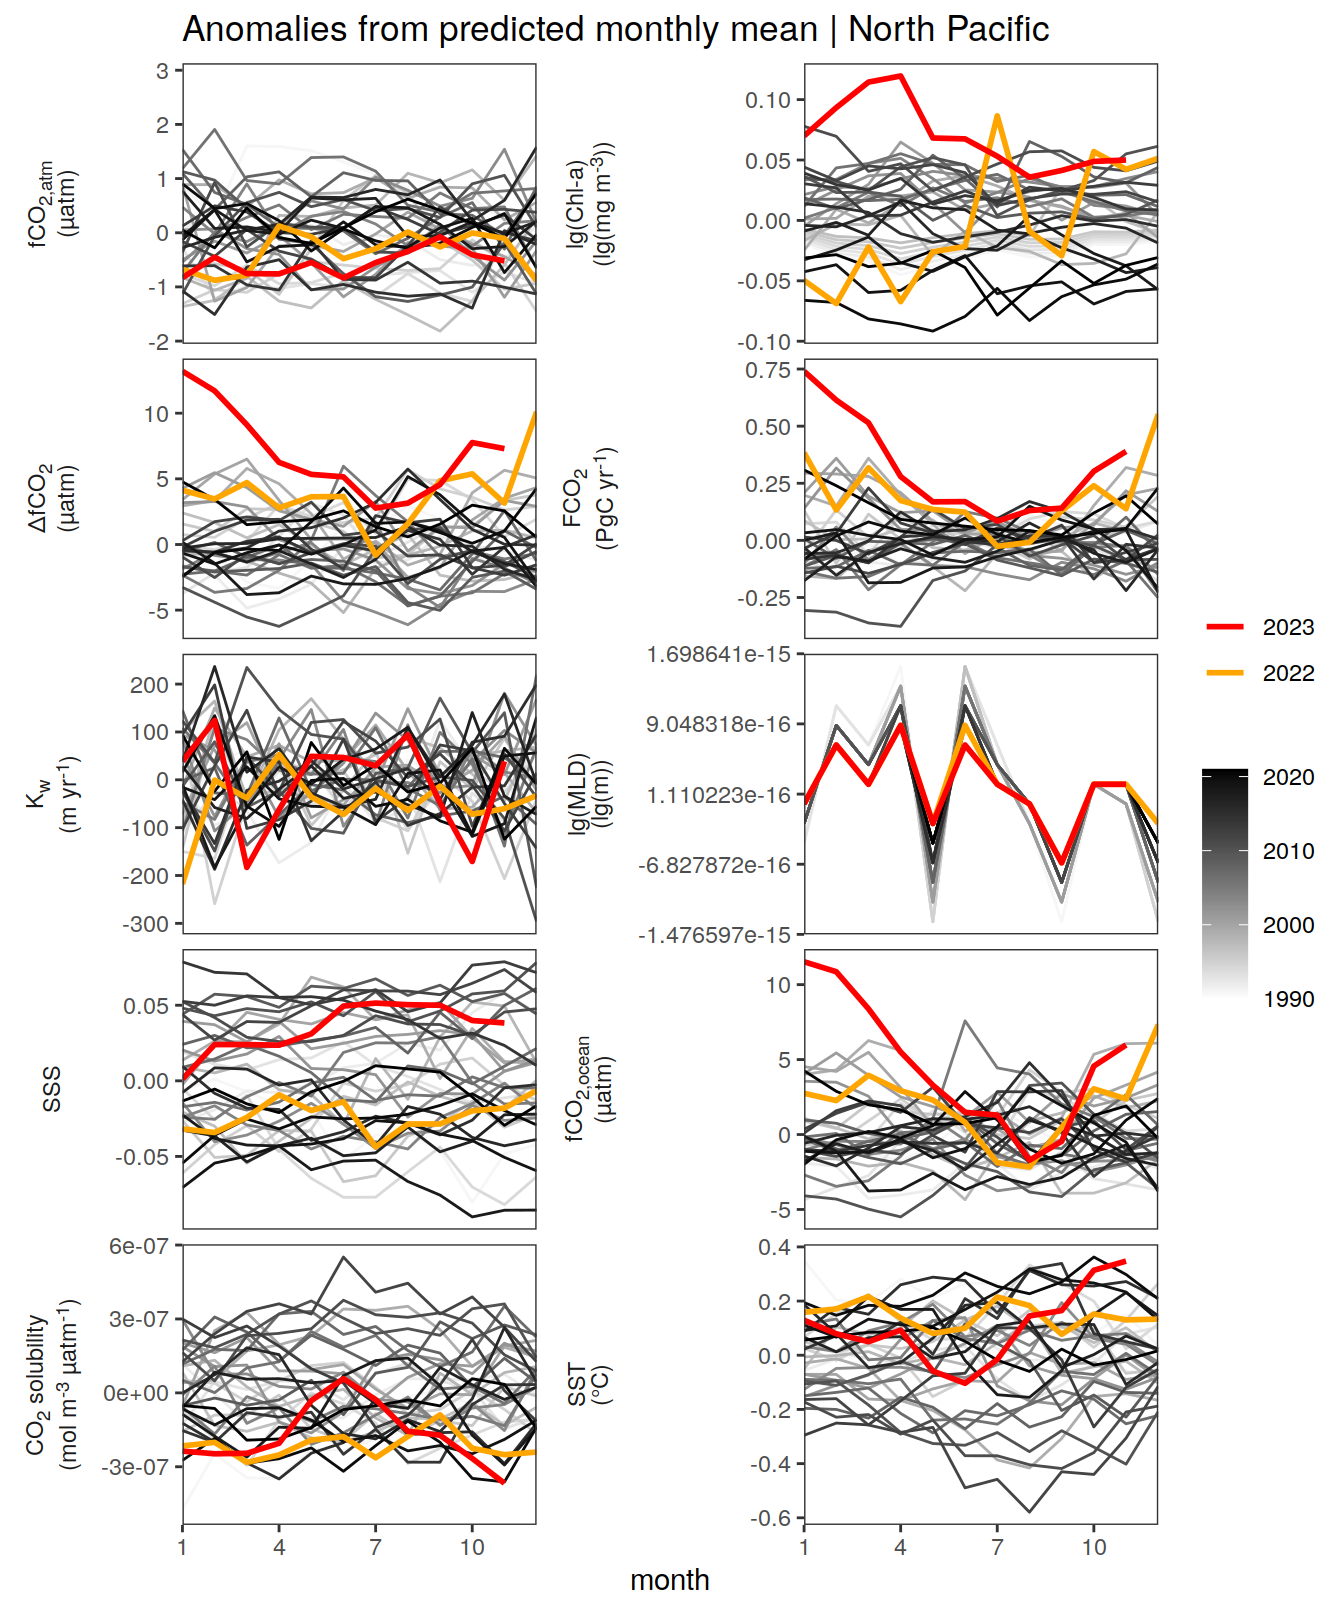 Anomalies from predicted monthly mean | North Pacific
fCO2,atm
(µatm)
3
2
1
0
-1
-2
lg(Chl-a)
(lg(mg m-3))
0.10
0.05
0.00
-0.05
-0.10
ΔfCO2
(µatm)
10
5
0
-5
FCO2
(PgC yr-1)
0.75
0.50
0.25
0.00
-0.25
Kw
(m yr-1)
200
100
0
-100
-200
-300
lg(MLD)
(lg(m))
1.698641e-15
9.048318e-16
1.110223e-16
-6.827872e-16
-1.476597e-15
SSS
0.05
0.00
-0.05
fCO2,ocean
(µatm)
10
5
0
-5
CO2 solubility
(mol m-3 µatm-1)
6e-07
3e-07
0e+00
-3e-07
SST
(°C)
0.4
0.2
0.0
-0.2
-0.4
-0.6
1 4 7 10
1 4 7 10
month
2023
2022
2020
2010
2000
1990